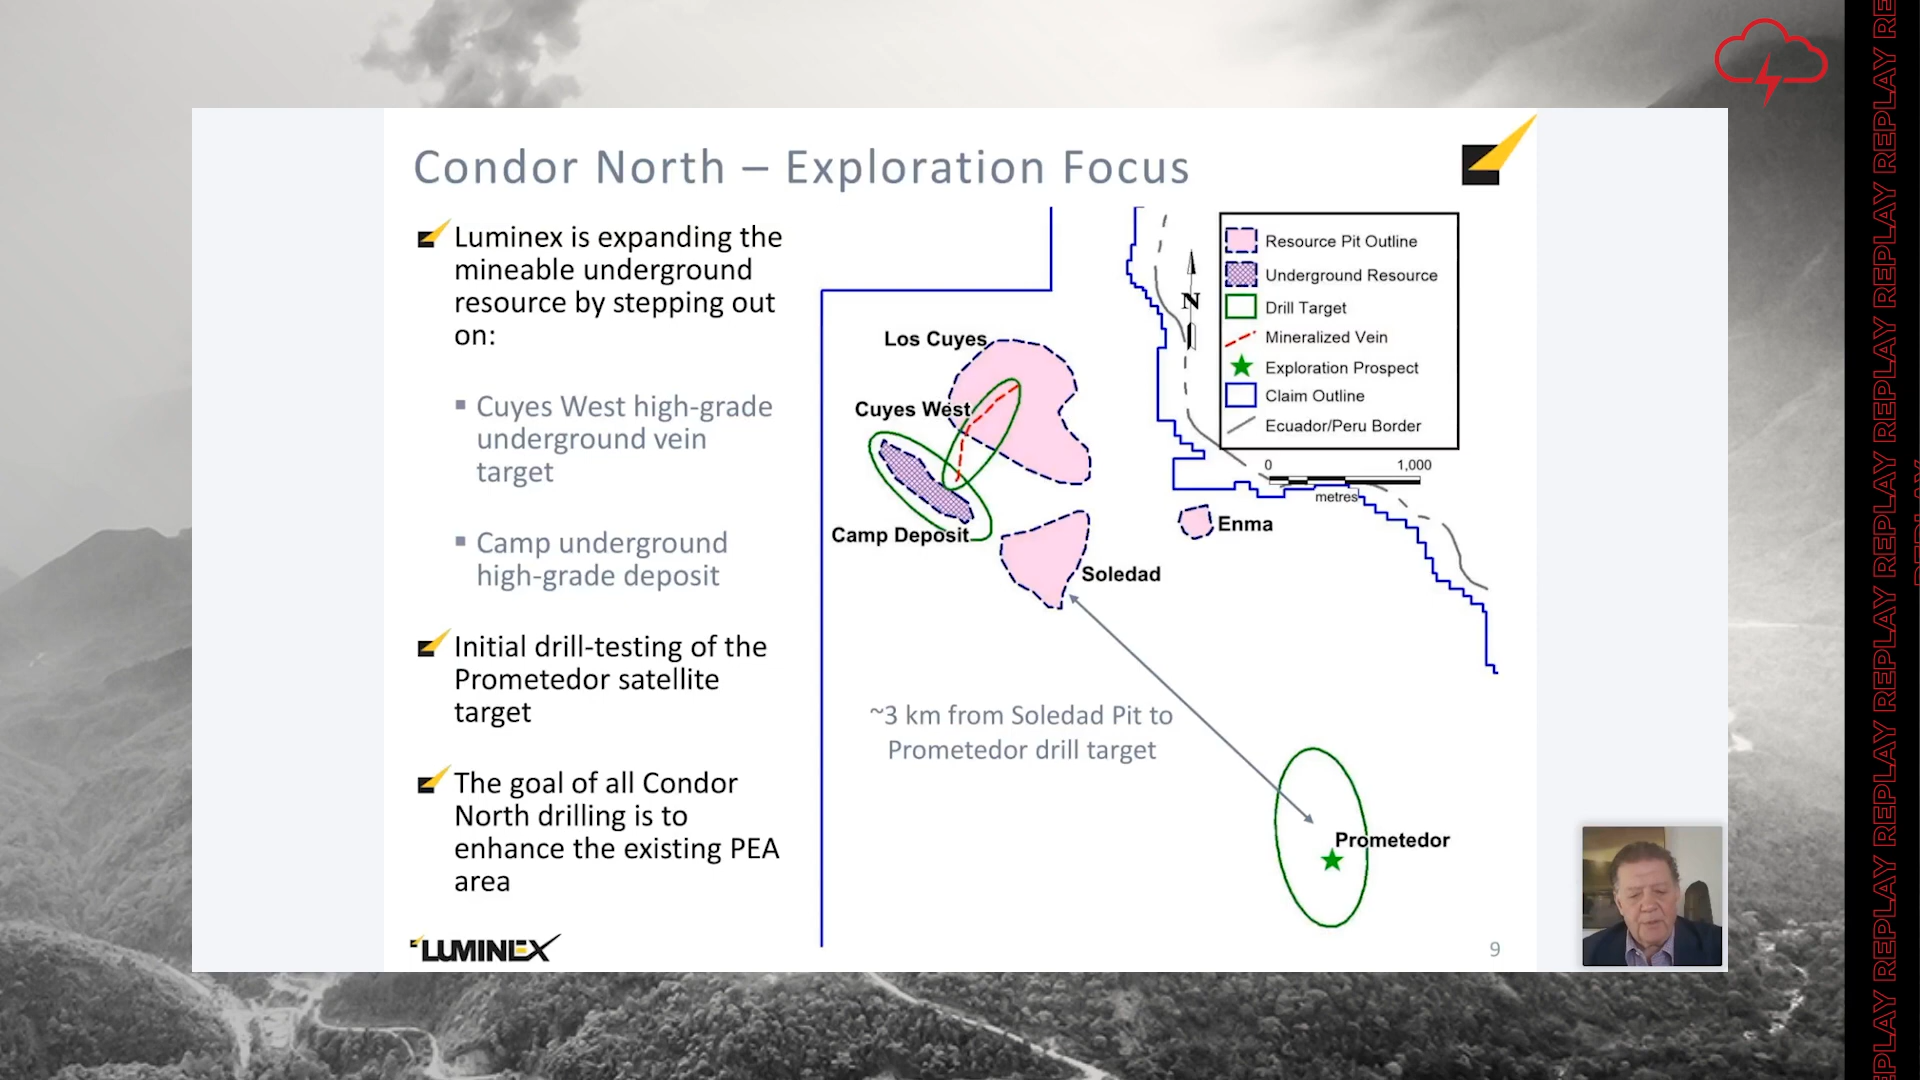 Condor North – Exploration Focus
Luminex is expanding the
mineable underground
resource by stepping out
on:
Cuyes West high-grade
underground vein
target
Camp underground
high-grade deposit
Initial drill-testing of the
Prometedor satellite
target
The goal of all Condor
North drilling is to
enhance the existing PEA
area
LUMINEX
Los Cuyes
Cuyes West
Camp Deposit
Soledad
Enma
~3 km from Soledad Pit to
Prometedor drill target
Prometedor
N
Resource Pit Outline
Underground Resource
Drill Target
Mineralized Vein
Exploration Prospect
Claim Outline
Ecuador/Peru Border
0 1,000
metres
9
REPLAY REPLAY REPLAY REPLAY REPLAY REPLAY REPLAY